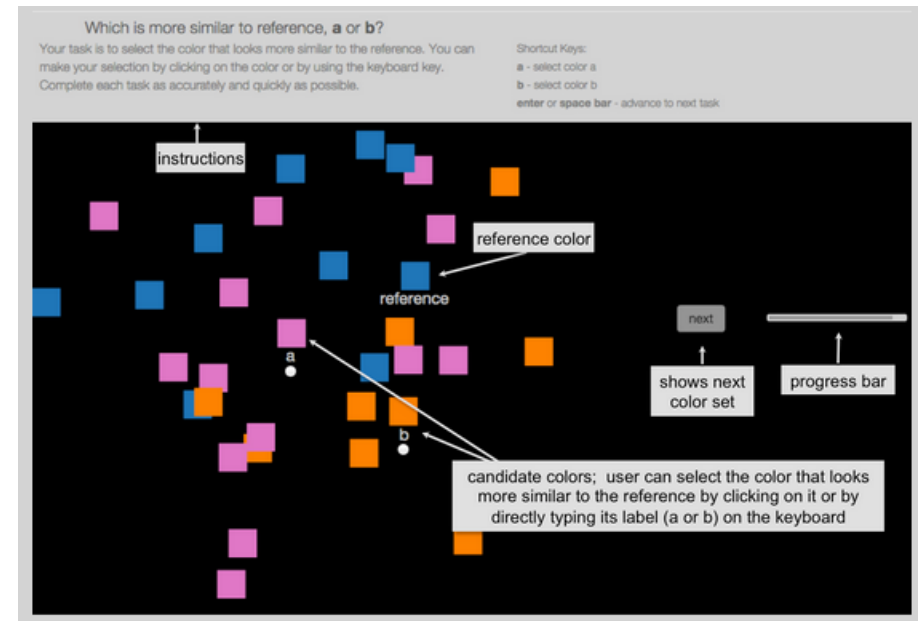 Which is more similar to reference, a or b?
Your task is to select the color that looks more similar to the reference. You can
make your selection by clicking on the color or by using the keyboard key.
Complete each task as accurately and quickly as possible.
Shortcut Keys:
a - select color a
b - select color b
enter or space bar - advance to next task
instructions
reference color
reference
next
a
shows next
color set
progress bar
b
candidate colors; user can select the color that looks
more similar to the reference by clicking on it or by
directly typing its label (a or b) on the keyboard